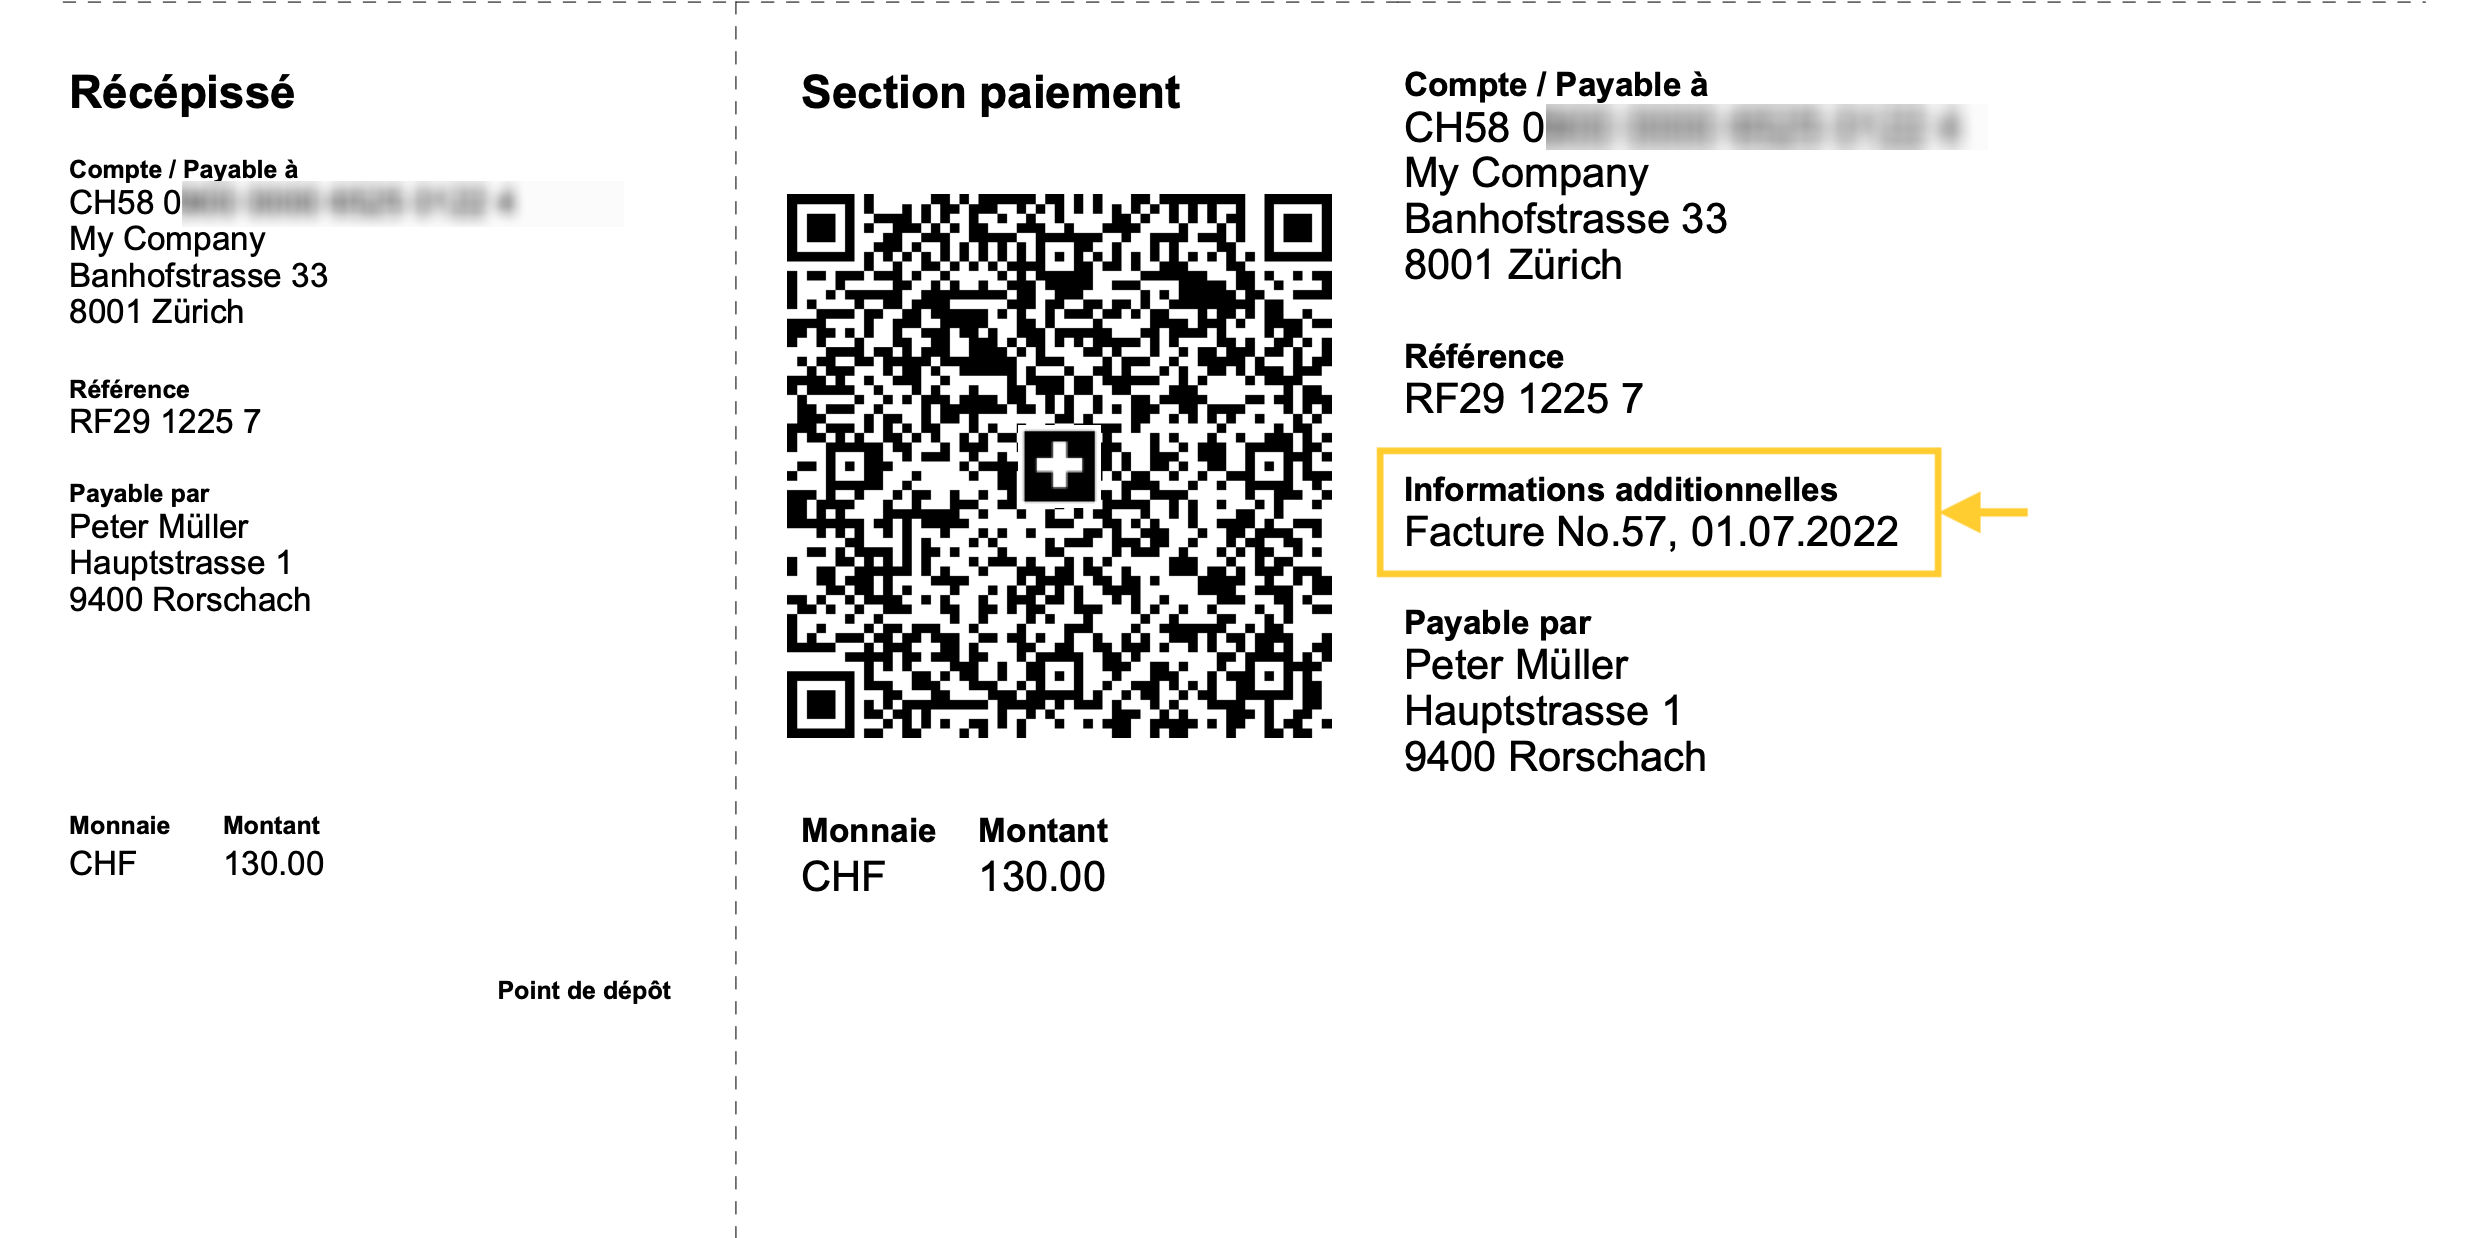 Récépissé
Compte / Payable à
CH58 0
My Company
Banhofstrasse 33
8001 Zürich
Référence
RF29 1225 7
Payable par
Peter Müller
Hauptstrasse 1
9400 Rorschach
Monnaie Montant
CHF 130.00
Point de dépôt
Section paiement
Monnaie Montant
CHF 130.00
Compte / Payable à
CH58 0
My Company
Banhofstrasse 33
8001 Zürich
Référence
RF29 1225 7
Informations additionnelles
Facture No.57, 01.07.2022
Payable par
Peter Müller
Hauptstrasse 1
9400 Rorschach